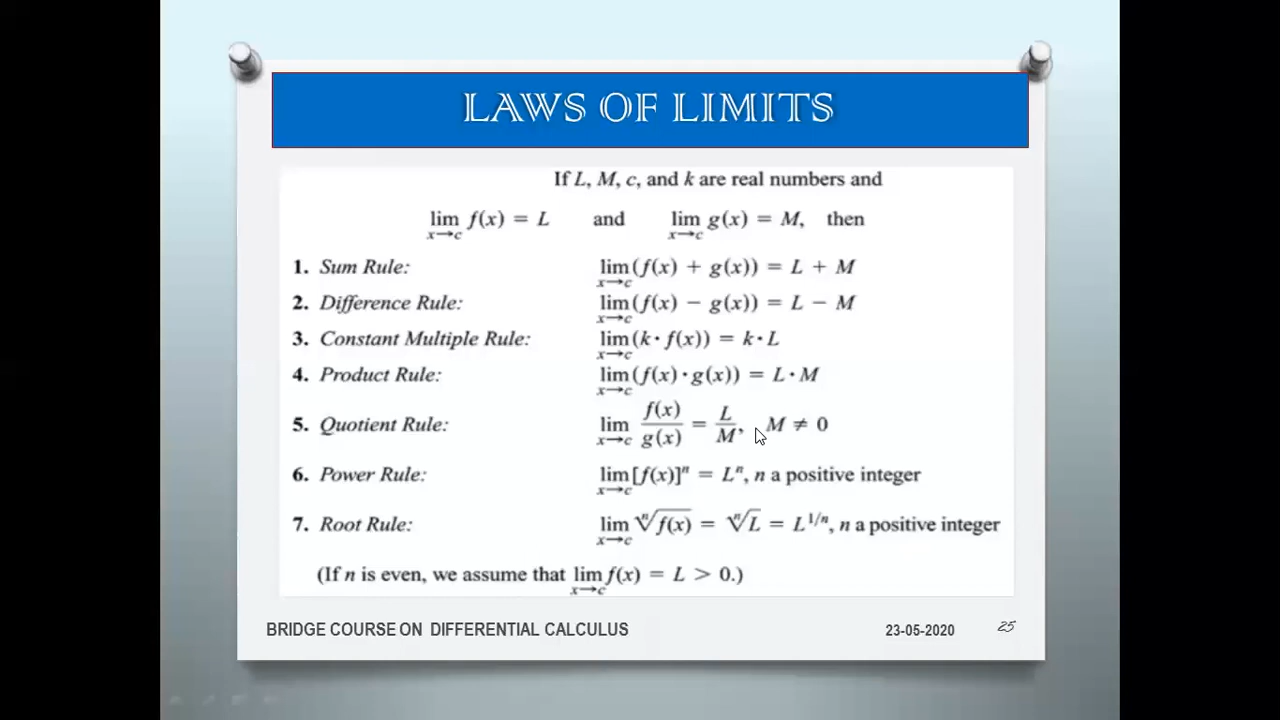 LAWS OF LIMITS
If L, M, c, and k are real numbers and
lim x→c f(x) = L and lim x→c g(x) = M, then
1. Sum Rule: lim x→c (f(x) + g(x)) = L + M
2. Difference Rule: lim x→c (f(x) − g(x)) = L − M
3. Constant Multiple Rule: lim x→c (k · f(x)) = k · L
4. Product Rule: lim x→c (f(x) · g(x)) = L · M
5. Quotient Rule: lim x→c f(x)/g(x) = L/M, M ≠ 0
6. Power Rule: lim x→c [f(x)]ⁿ = Lⁿ, n a positive integer
7. Root Rule: lim x→c ⁿ√f(x) = ⁿ√L = L^1/n, n a positive integer
(If n is even, we assume that lim x→c f(x) = L > 0.)
BRIDGE COURSE ON DIFFERENTIAL CALCULUS 23-05-2020 25